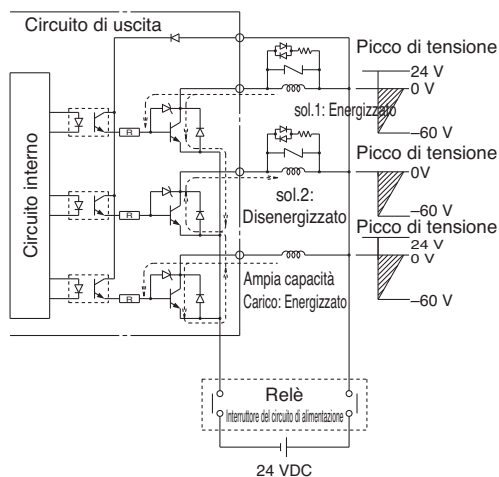 Circuito di uscita
Picco di tensione
24 V
0 V
sol.1: Energizzato
–60 V
Circuito interno
R
Picco di tensione
0V
sol.2:
Disenergizzato
–60 V
R
Picco di tensione
24 V
0 V
Ampia capacità
Carico: Energizzato
–60 V
R
Relè
Interruttore del circuito di alimentazione
24 VDC